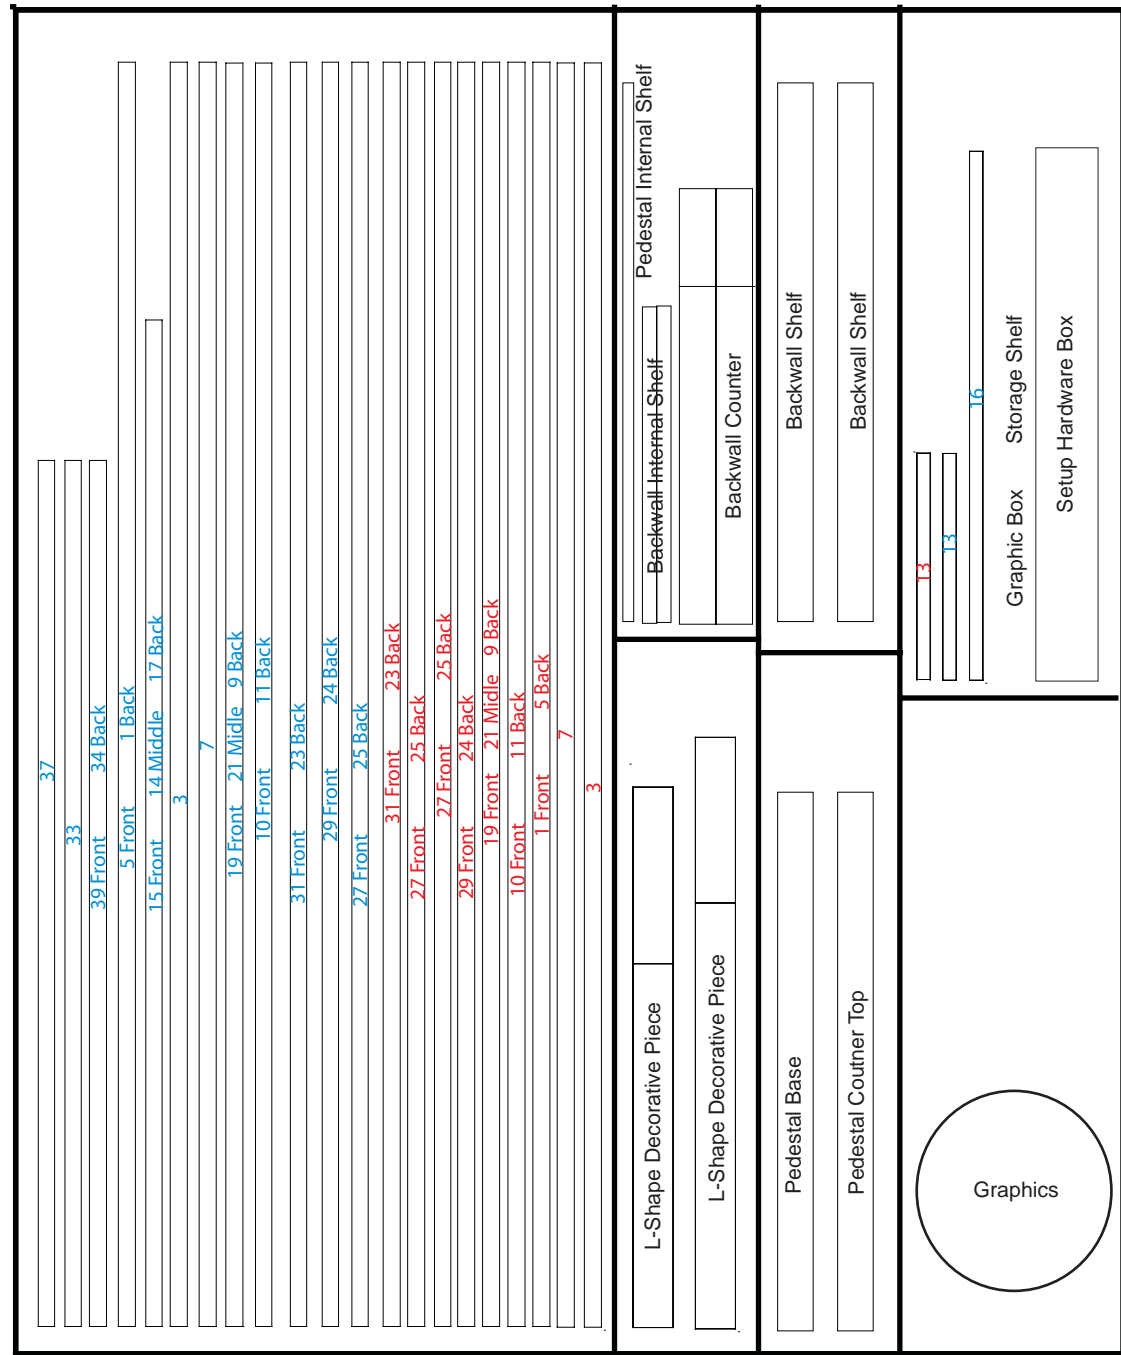 37
33
39 Front 34 Back
5 Front 1 Back
15 Front 14 Middle 17 Back
3
7
19 Front 21 Midle 9 Back
10 Front 11 Back
31 Front 23 Back
29 Front 24 Back
27 Front 25 Back
31 Front 23 Back
27 Front 25 Back
27 Front 25 Back
29 Front 24 Back
19 Front 21 Midle 9 Back
10 Front 11 Back
1 Front 5 Back
7
3
Pedestal Internal Shelf
Backwall Internal Shelf
Backwall Counter
L-Shape Decorative Piece
L-Shape Decorative Piece
Backwall Shelf
Backwall Shelf
Pedestal Base
Pedestal Coutner Top
13
13
16
Graphic Box Storage Shelf
Setup Hardware Box
Graphics